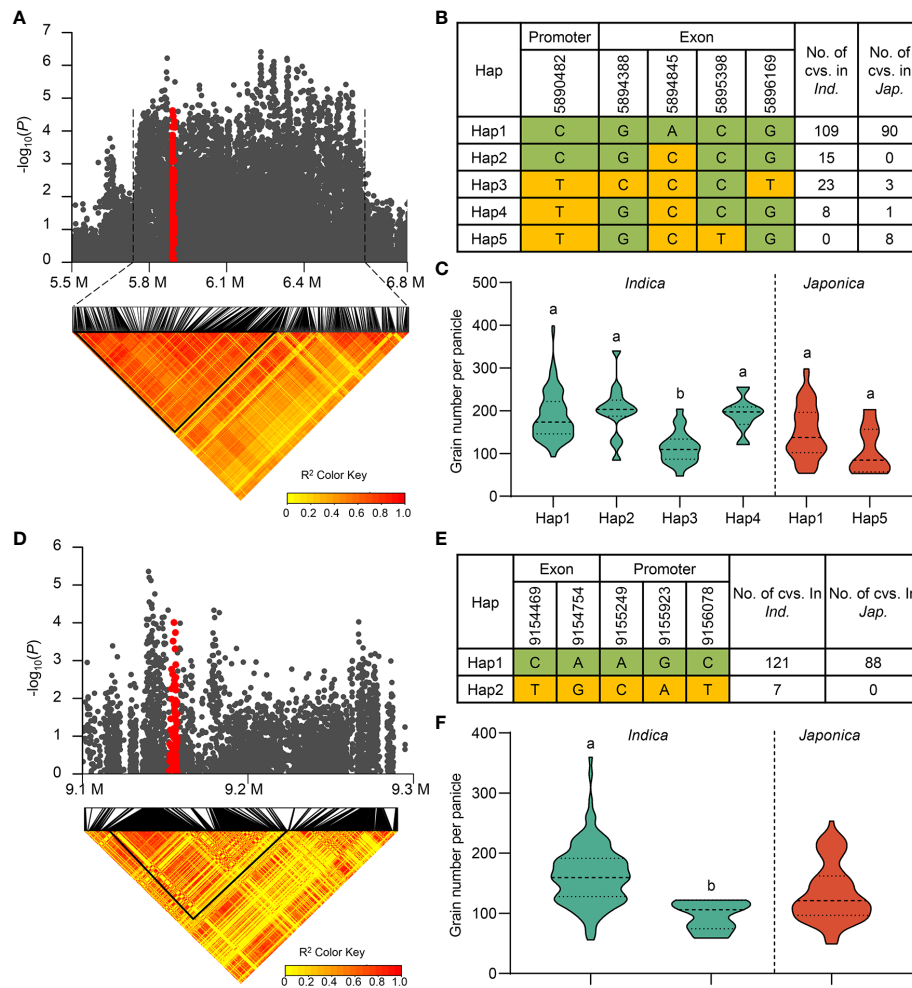 A
7
6
5
4
3
2
1
0
-log10(P)
5.5 M 5.8 M 6.1 M 6.4 M 6.8 M
R² Color Key
0 0.2 0.4 0.6 0.8 1.0
B
Hap Promoter Exon No. of cvs. in Ind. No. of cvs. in Jap.
5890482 5894388 5894845 5895398 5896169
Hap1 C G A C G 109 90
Hap2 C G C C G 15 0
Hap3 T C C C T 23 3
Hap4 T G C C G 8 1
Hap5 T G C T G 0 8
C
Indica Japonica
500
400
300
200
100
0
Grain number per panicle
a a b a a a
Hap1 Hap2 Hap3 Hap4 Hap1 Hap5
D
6
5
4
3
2
1
0
-log10(P)
9.1 M 9.2 M 9.3 M
R² Color Key
0 0.2 0.4 0.6 0.8 1.0
E
Hap Exon Promoter No. of cvs. In Ind. No. of cvs. In Jap.
9154469 9154754 9155249 9155923 9156078
Hap1 C A A G C 121 88
Hap2 T G C A T 7 0
F
Indica Japonica
400
300
200
100
0
Grain number per panicle
a b